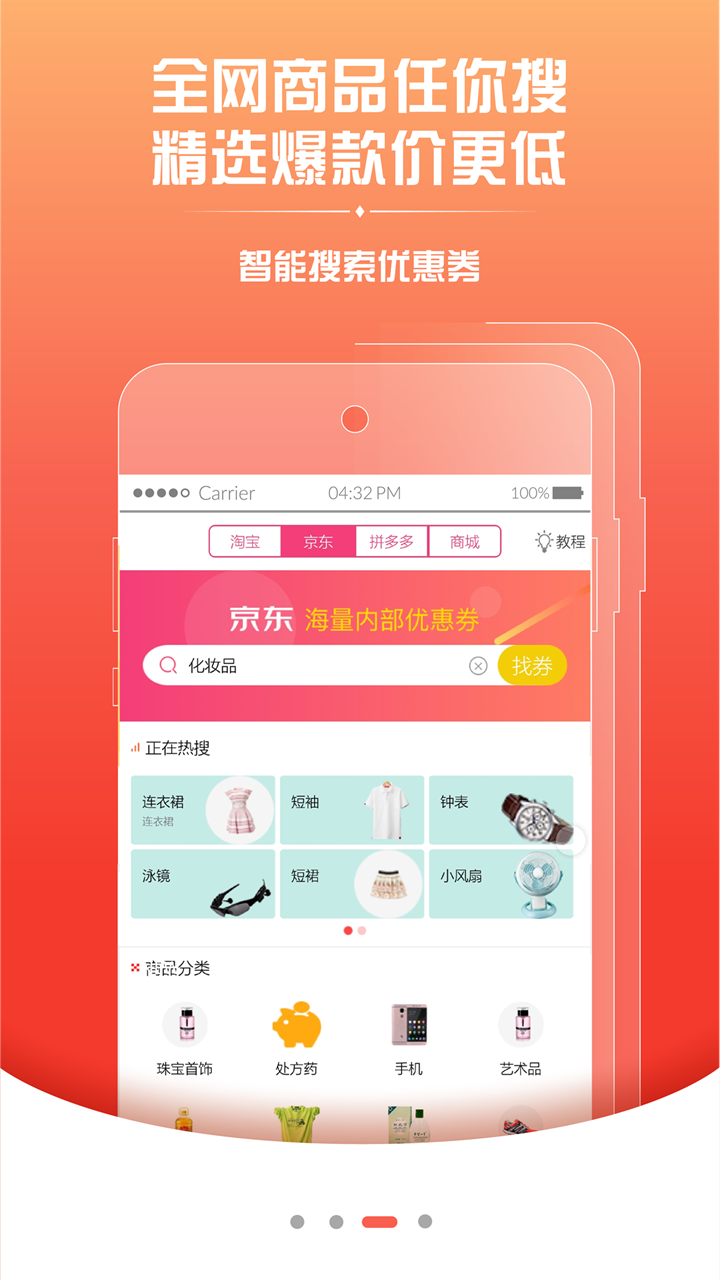 全网商品任你搜
精选爆款价更低
智能搜索优惠券
Carrier 04:32 PM 100%
淘宝 京东 拼多多 商城 教程
京东 海量内部优惠券
化妆品 找券
正在热搜
连衣裙 短袖 钟表
连衣裙
泳镜 短裙 小风扇
商品分类
珠宝首饰 处方药 手机 艺术品